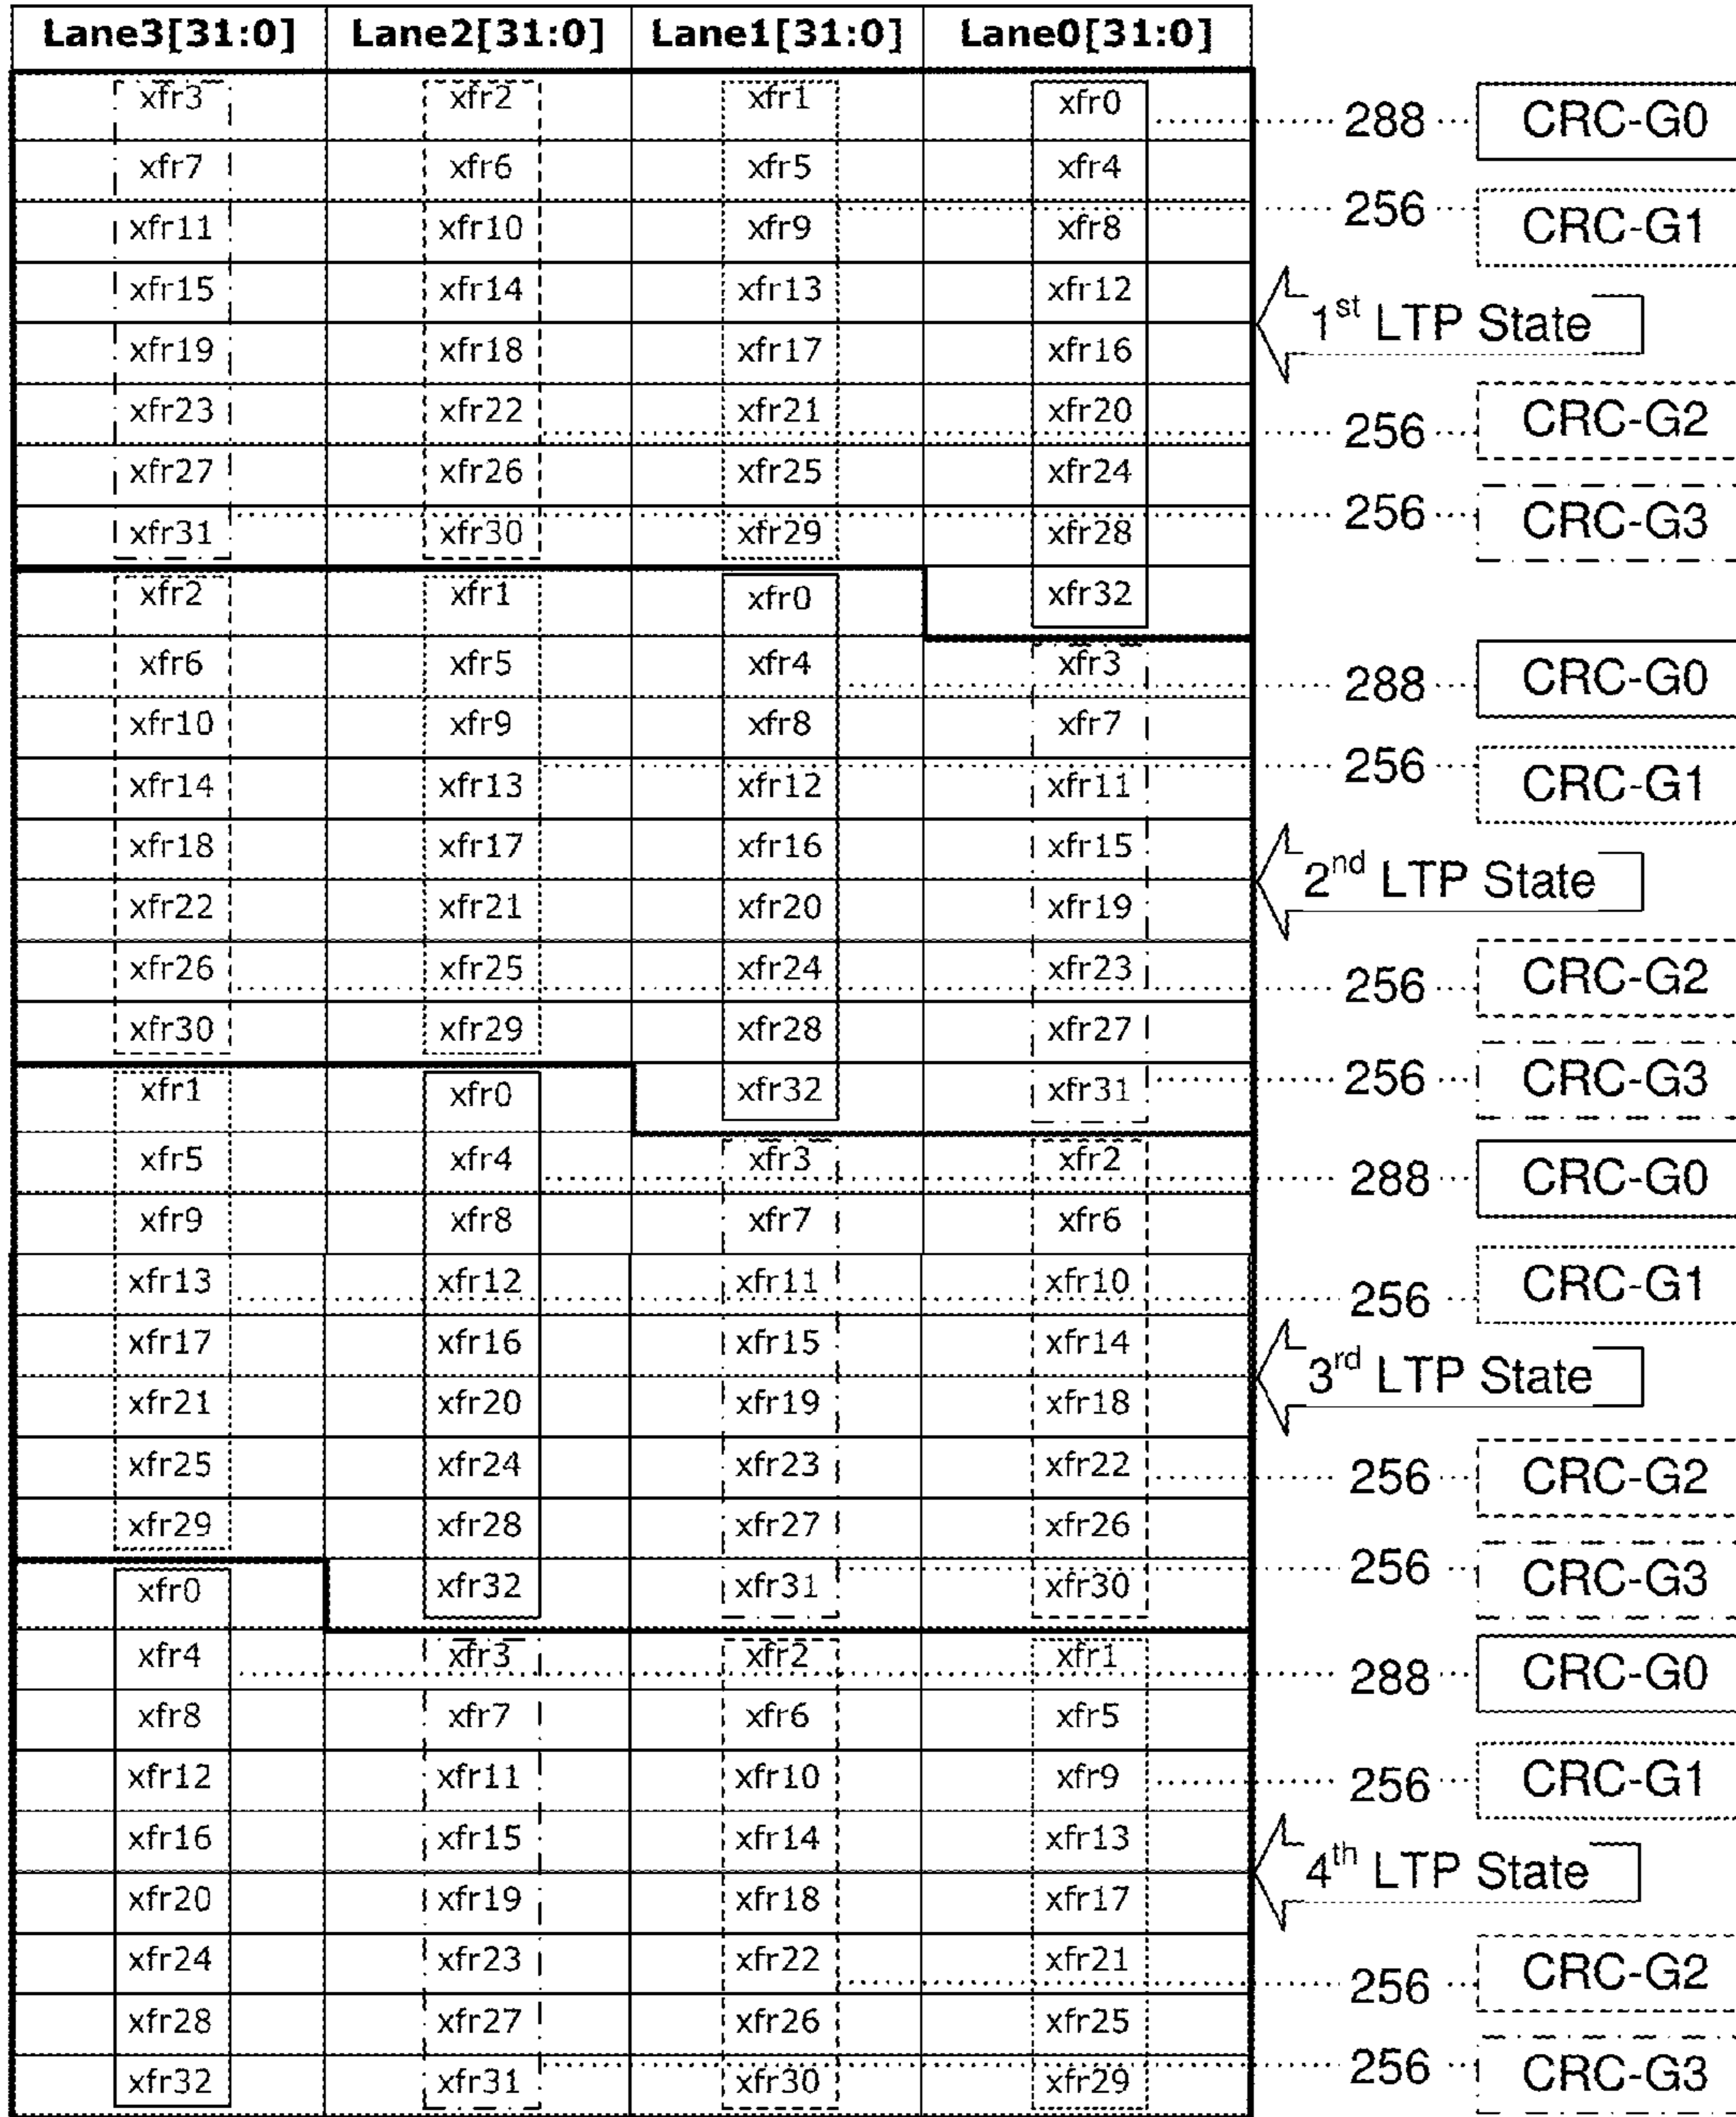 Lane3[31:0] Lane2[31:0] Lane1[31:0] Lane0[31:0]
xfr3 xfr2 xfr1 xfr0 288 CRC-G0
xfr7 xfr6 xfr5 xfr4
256 CRC-G1
xfr11 xfr10 xfr9 xfr8
xfr15 xfr14 xfr13 xfr12
1st LTP State
xfr19 xfr18 xfr17 xfr16
xfr23 xfr22 xfr21 xfr20
256 CRC-G2
xfr27 xfr26 xfr25 xfr24
xfr31 xfr30 xfr29 xfr28 256 CRC-G3
xfr2 xfr1 xfr0 xfr32
xfr6 xfr5 xfr4 xfr3 288 CRC-G0
xfr10 xfr9 xfr8 xfr7
256 CRC-G1
xfr14 xfr13 xfr12 xfr11
xfr18 xfr17 xfr16 xfr15
2nd LTP State
xfr22 xfr21 xfr20 xfr19
xfr26 xfr25 xfr24 xfr23 256 CRC-G2
xfr30 xfr29 xfr28 xfr27
xfr1 xfr0 xfr32 xfr31 256 CRC-G3
xfr5 xfr4 xfr3 xfr2 288 CRC-G0
xfr9 xfr8 xfr7 xfr6
xfr13 xfr12 xfr11 xfr10 256 CRC-G1
xfr17 xfr16 xfr15 xfr14
3rd LTP State
xfr21 xfr20 xfr19 xfr18
xfr25 xfr24 xfr23 xfr22 256 CRC-G2
xfr29 xfr28 xfr27 xfr26
xfr0 xfr32 xfr31 xfr30 256 CRC-G3
xfr4 xfr3 xfr2 xfr1 288 CRC-G0
xfr8 xfr7 xfr6 xfr5
xfr12 xfr11 xfr10 xfr9 256 CRC-G1
xfr16 xfr15 xfr14 xfr13
4th LTP State
xfr20 xfr19 xfr18 xfr17
xfr24 xfr23 xfr22 xfr21 256 CRC-G2
xfr28 xfr27 xfr26 xfr25
xfr32 xfr31 xfr30 xfr29 256 CRC-G3